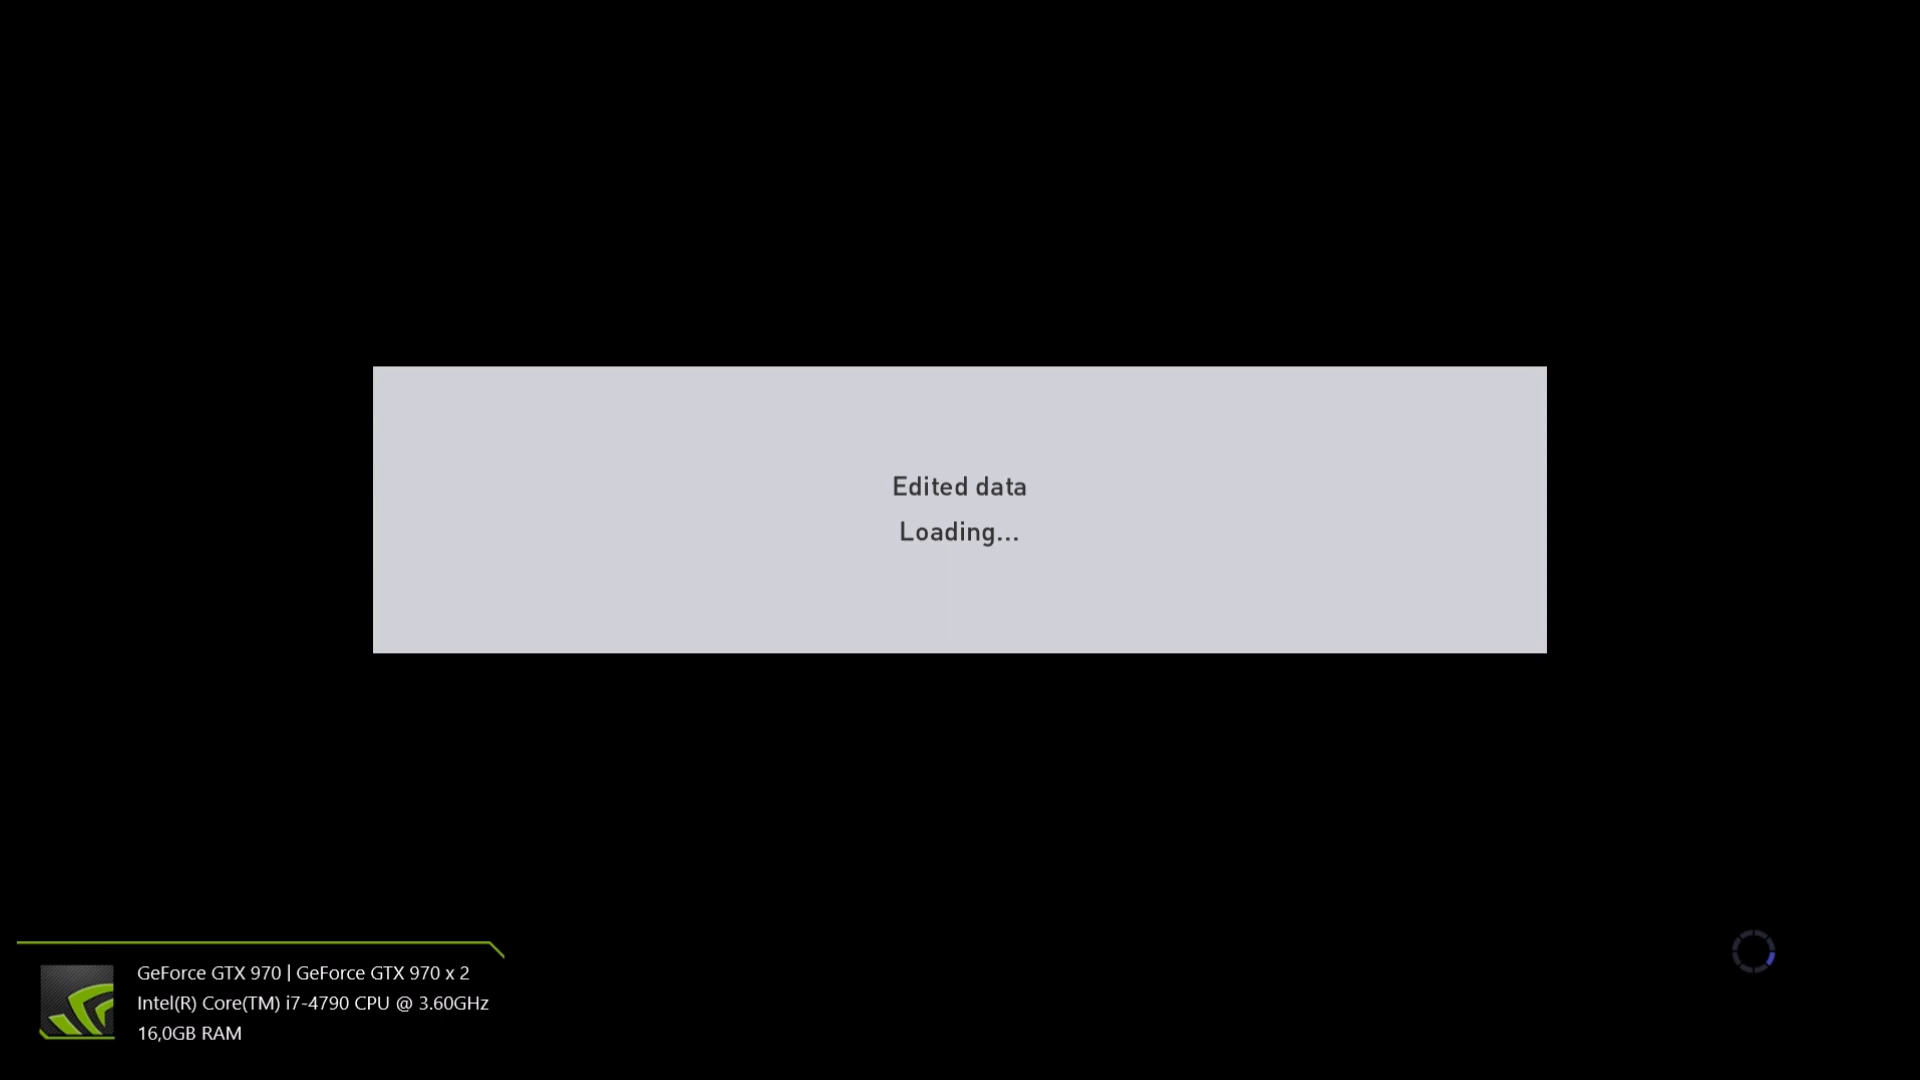 Edited data
Loading...
GeForce GTX 970 | GeForce GTX 970 x 2
Intel(R) Core(TM) i7-4790 CPU @ 3.60GHz
16,0GB RAM